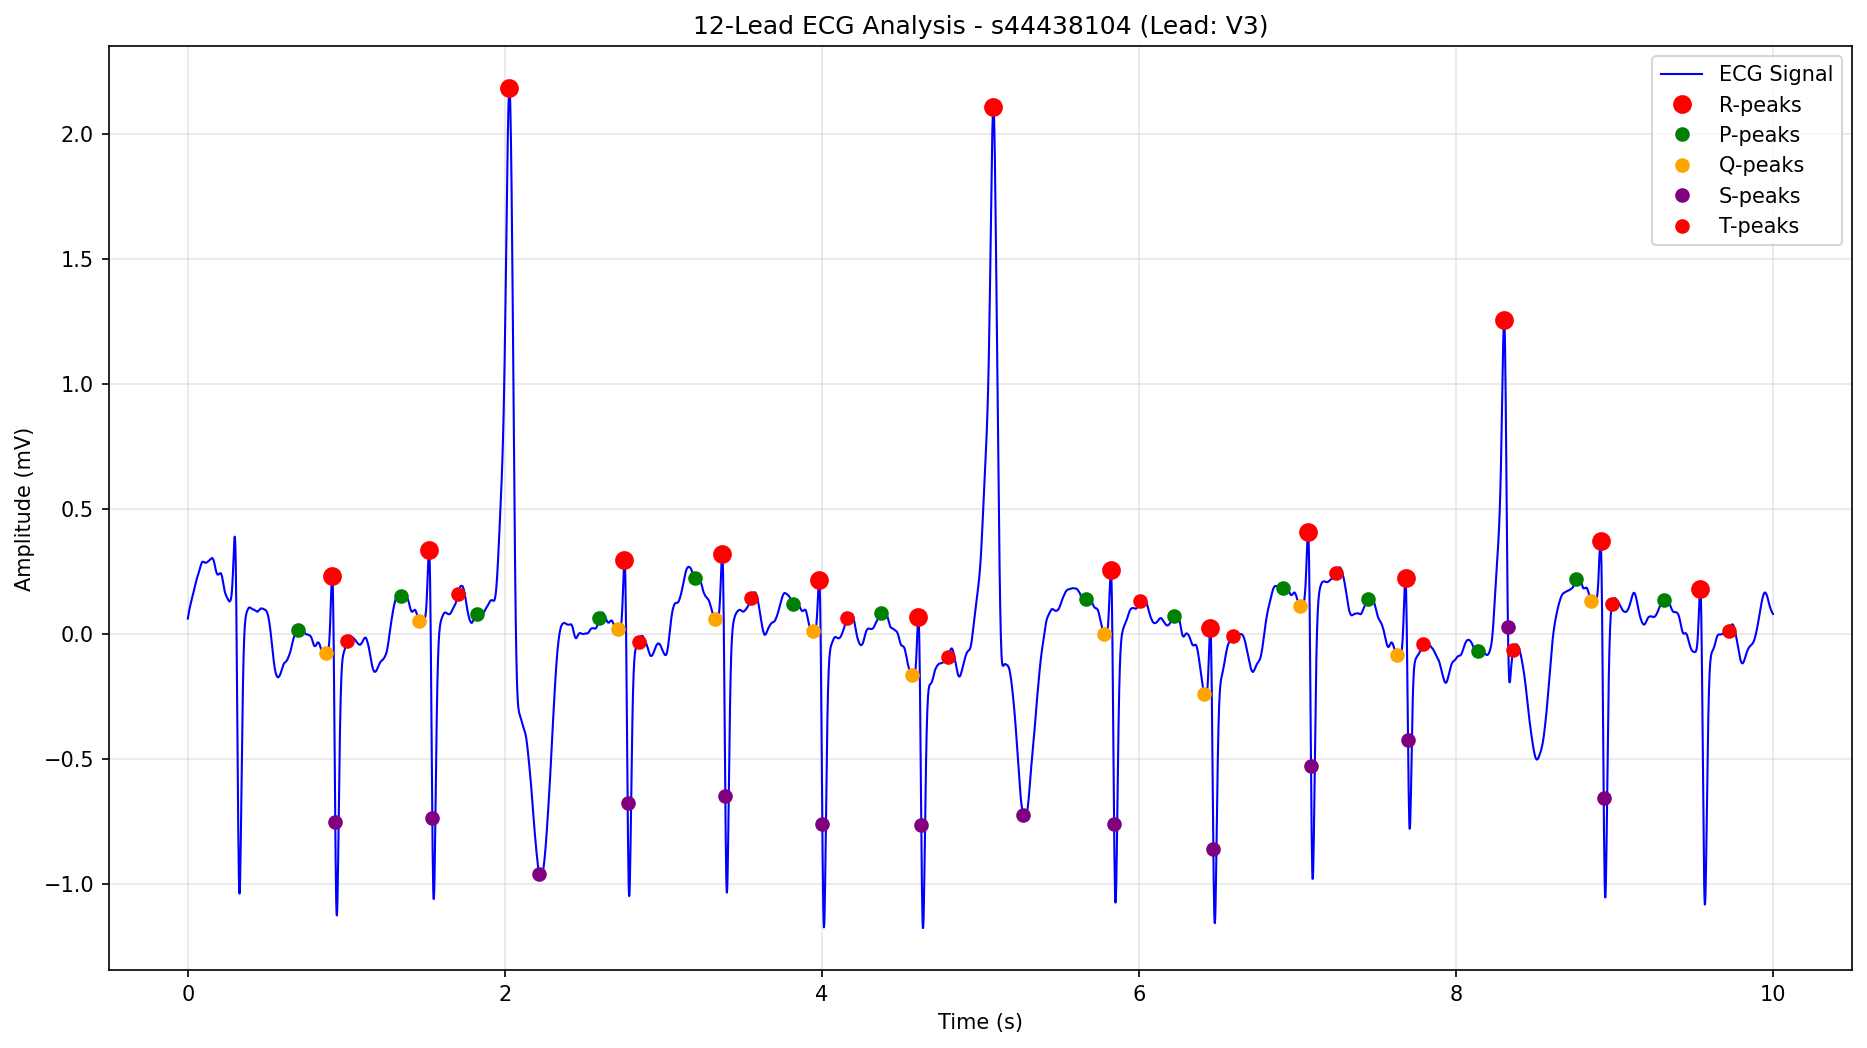 12-Lead ECG Analysis - s44438104 (Lead: V3)
ECG Signal
R-peaks
P-peaks
Q-peaks
S-peaks
T-peaks
Amplitude (mV)
2.0
1.5
1.0
0.5
0.0
−0.5
−1.0
0 2 4 6 8 10
Time (s)